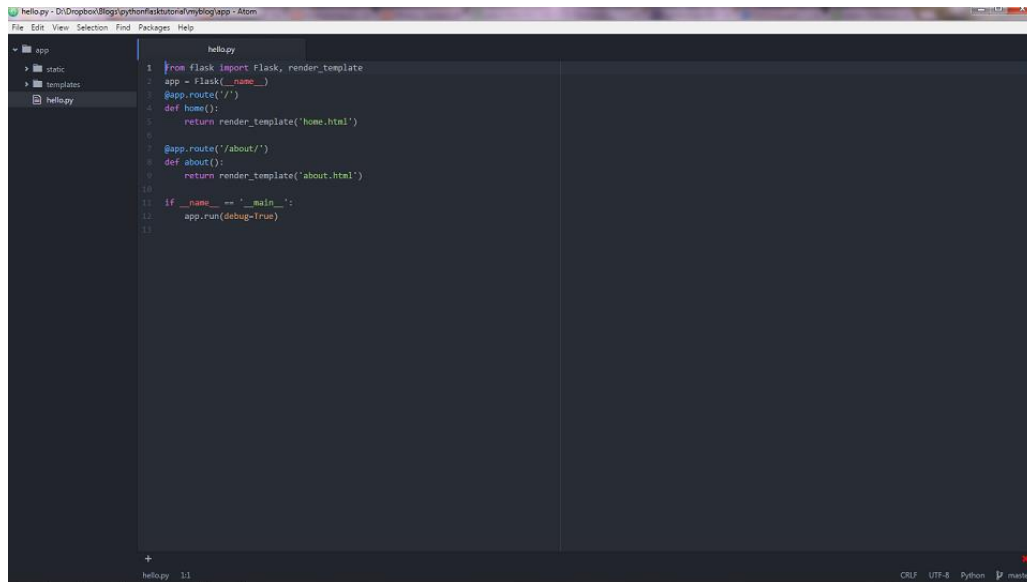 hello.py - D:\Dropbox\Blogs\pythonflasktutorial\myblog\app - Atom
File Edit View Selection Find Packages Help
app
static
templates
hello.py
hello.py
1 from flask import Flask, render_template
2 app = Flask(__name__)
3 @app.route('/')
4 def home():
5 return render_template('home.html')
6
7 @app.route('/about/')
8 def about():
9 return render_template('about.html')
10
11 if __name__ == '__main__':
12 app.run(debug=True)
13
+
hello.py 1:1
CRLF UTF-8 Python maste